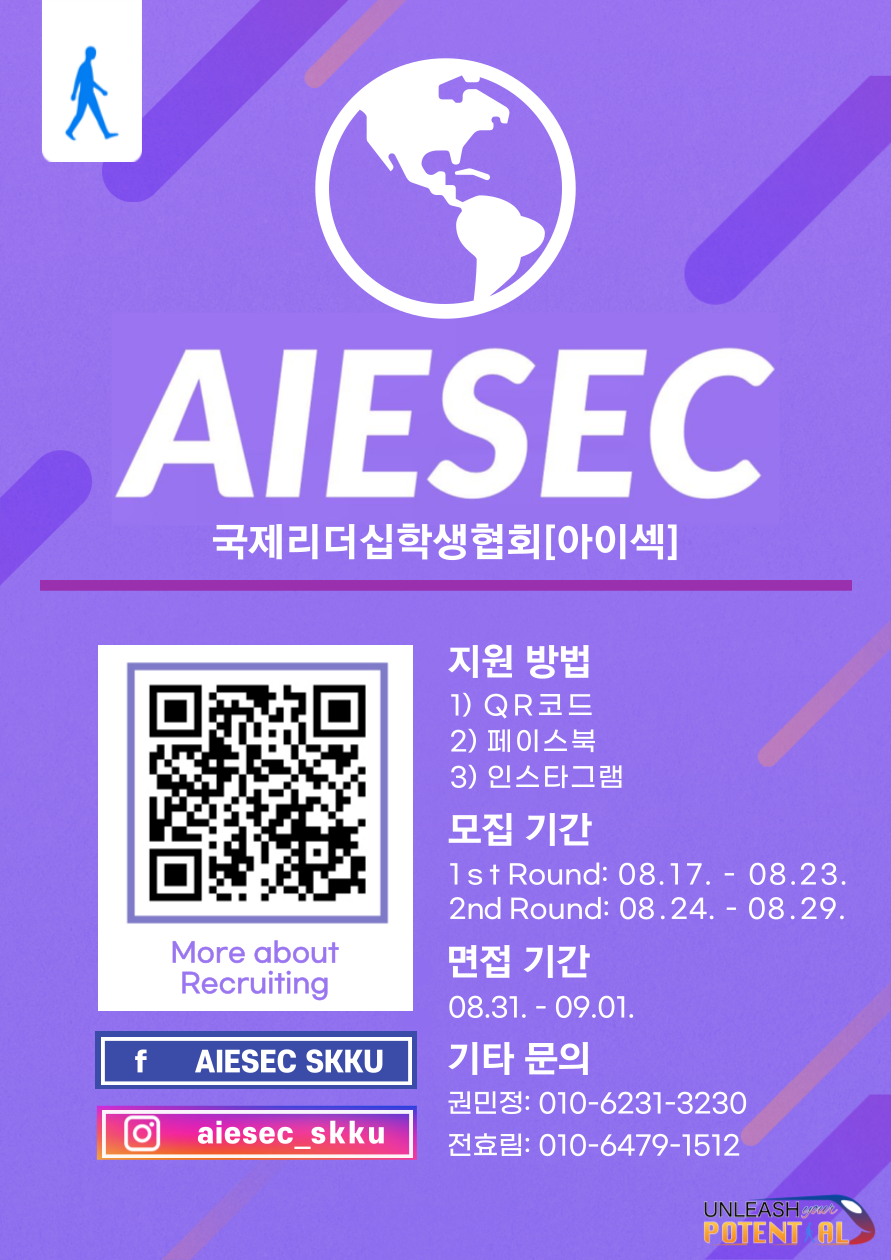 AIESEC
국제리더십학생협회[아이섹]
More about
Recruiting
f AIESEC SKKU
aiesec_skku
지원 방법
1) QR코드
2) 페이스북
3) 인스타그램
모집 기간
1st Round: 08.17. - 08.23.
2nd Round: 08.24. - 08.29.
면접 기간
08.31. - 09.01.
기타 문의
권민정: 010-6231-3230
전효림: 010-6479-1512
UNLEASH your
POTENTIAL